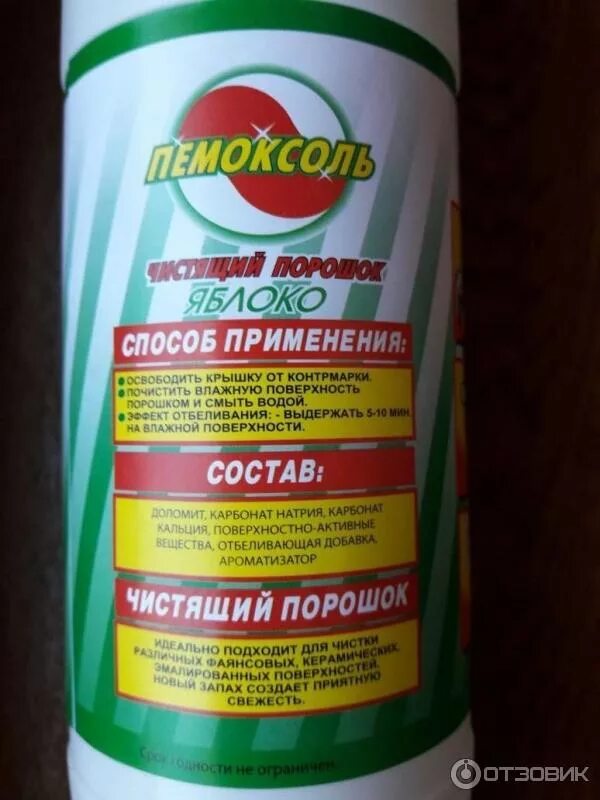 ПЕМОКСОЛЬ
ЧИСТЯЩИЙ ПОРОШОК
ЯБЛОКО
СПОСОБ ПРИМЕНЕНИЯ:
ОСВОБОДИТЬ КРЫШКУ ОТ КОНТРМАРКИ.
ПОЧИСТИТЬ ВЛАЖНУЮ ПОВЕРХНОСТЬ
ПОРОШКОМ И СМЫТЬ ВОДОЙ.
ЭФФЕКТ ОТБЕЛИВАНИЯ: - ВЫДЕРЖАТЬ 5-10 МИН.
НА ВЛАЖНОЙ ПОВЕРХНОСТИ.
СОСТАВ:
ДОЛОМИТ, КАРБОНАТ НАТРИЯ, КАРБОНАТ
КАЛЬЦИЯ, ПОВЕРХНОСТНО-АКТИВНЫЕ
ВЕЩЕСТВА, ОТБЕЛИВАЮЩАЯ ДОБАВКА,
АРОМАТИЗАТОР
ЧИСТЯЩИЙ ПОРОШОК
ИДЕАЛЬНО ПОДХОДИТ ДЛЯ ЧИСТКИ
РАЗЛИЧНЫХ ФАЯНСОВЫХ, КЕРАМИЧЕСКИХ,
ЭМАЛИРОВАННЫХ ПОВЕРХНОСТЕЙ.
НОВЫЙ ЗАПАХ СОЗДАЕТ ПРИЯТНУЮ
СВЕЖЕСТЬ.
Срок годности не ограничен.
ОТЗОВИК